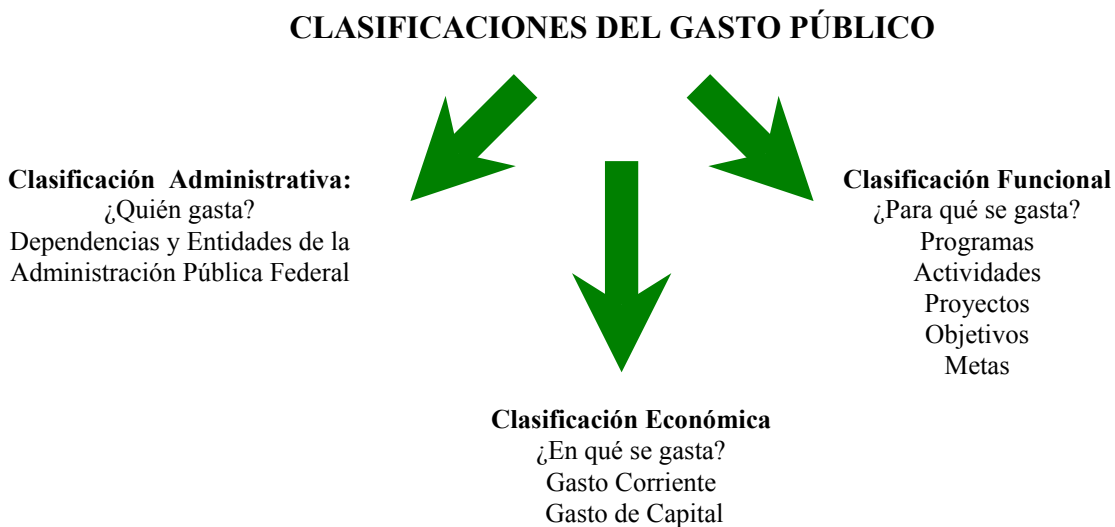 CLASIFICACIONES DEL GASTO PÚBLICO
Clasificación Administrativa:
¿Quién gasta?
Dependencias y Entidades de la
Administración Pública Federal
Clasificación Económica
¿En qué se gasta?
Gasto Corriente
Gasto de Capital
Clasificación Funcional
¿Para qué se gasta?
Programas
Actividades
Proyectos
Objetivos
Metas